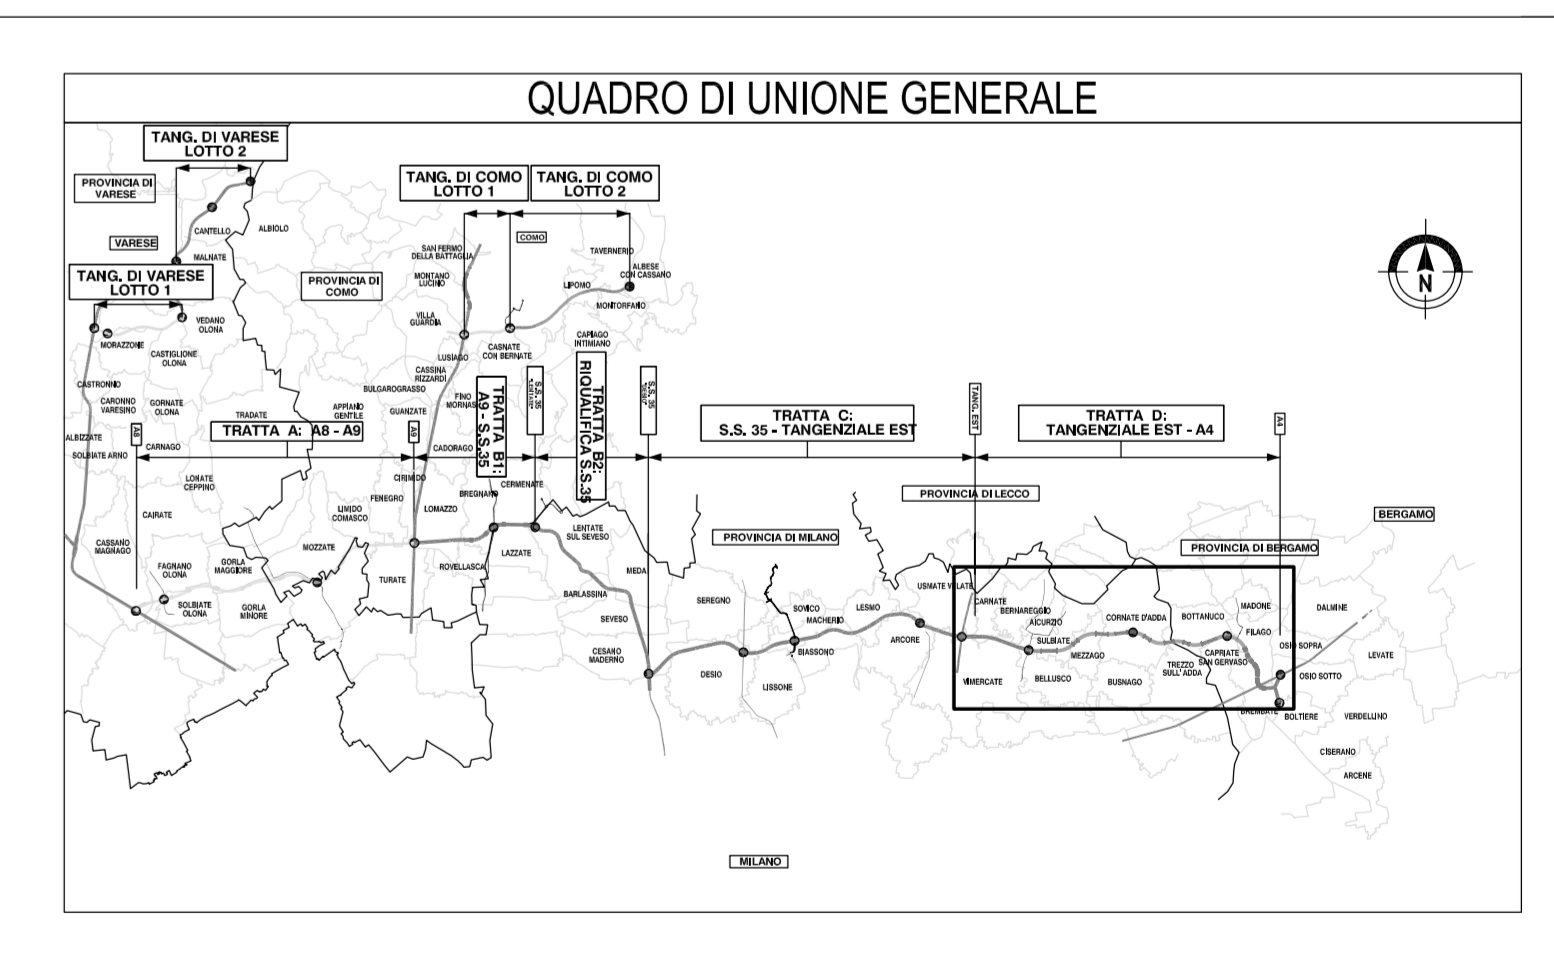 QUADRO DI UNIONE GENERALE
TANG. DI VARESE
LOTTO 2
PROVINCIA DI
VARESE
TANG. DI COMO
LOTTO 1
TANG. DI COMO
LOTTO 2
CANTELLO
ALBIOLO
VARESE
COMO
MALNATE
SAN FERMO
DELLA BATTAGLIA
TAVERNERIO
ALBESE
CON CASSANO
TANG. DI VARESE
LOTTO 1
PROVINCIA DI
COMO
MONTANO
LUCINO
LIPOMO
MONTORFANO
N
VEDANO
OLONA
VILLA
GUARDIA
MORAZZONE
CASTIGLIONE
OLONA
LUSIAGO
CASNATE
CON BERNATE
CAPIAGO
INTIMIANO
CASTRONNO
CASSINA
RIZZARDI
BULGAROGRASSO
CARONNO
VARESINO
GORNATE
OLONA
TRADATE
APPIANO
GENTILE
GUANZATE
FINO
MORNAS
TRATTA B1:
A9 - S.S.35
S.S. 35
TRATTA B2:
RIQUALIFICA S.S.35
S.S. 35
TRATTA C:
S.S. 35 - TANGENZIALE EST
TANG. EST
TRATTA D:
TANGENZIALE EST - A4
A4
ALBIZZATE
A8
TRATTA A: A8 - A9
A9
CARNAGO
SOLBIATE ARNO
CADORAGO
LONATE
CEPPINO
CIRIMIDO
FENEGRO
BREGNANO
CERMENATE
PROVINCIA DI LECCO
CAIRATE
LIMIDO
COMASCO
LOMAZZO
BERGAMO
LENTATE
SUL SEVESO
PROVINCIA DI MILANO
PROVINCIA DI BERGAMO
CASSANO
MAGNAGO
MOZZATE
LAZZATE
FAGNANO
OLONA
GORLA
MAGGIORE
ROVELLASCA
TURATE
MEDA
USMATE VELATE
BARLASSINA
SEREGNO
SOVICO
MACHERIO
LESMO
CARNATE
BERNAREGGIO
AICURZIO
CORNATE D'ADDA
BOTTANUCO
MADONE
DALMINE
SOLBIATE
OLONA
GORLA
MINORE
SEVESO
FILAGO
ARCORE
SULBIATE
MEZZAGO
OSIO SOPRA
CESANO
MADERNO
BIASSONO
CAPRIATE
SAN GERVASO
LEVATE
DESIO
LISSONE
VIMERCATE
BELLUSCO
BUSNAGO
TREZZO
SULL' ADDA
OSIO SOTTO
BREMBATE
BOLTIERE
VERDELLINO
CISERANO
ARCENE
MILANO